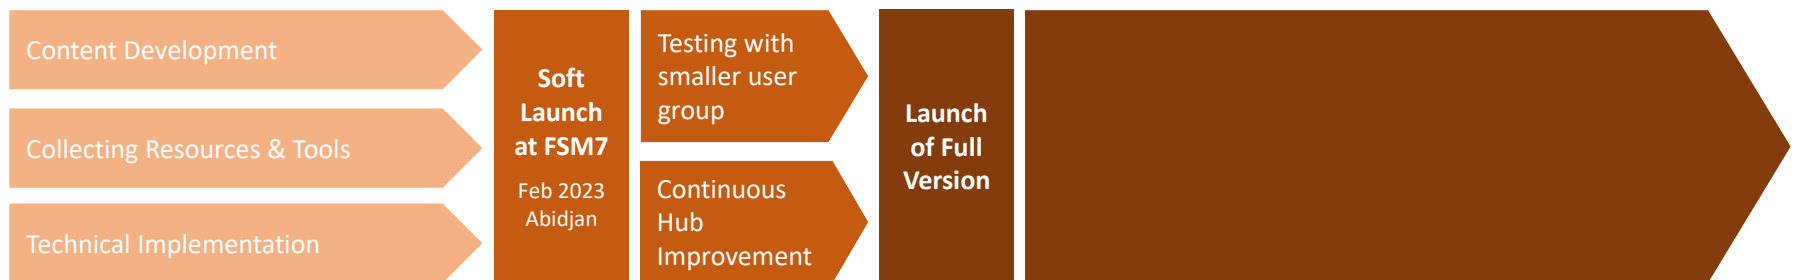 Content Development
Collecting Resources & Tools
Technical Implementation
Soft
Launch
at FSM7
Feb 2023
Abidjan
Testing with
smaller user
group
Continuous
Hub
Improvement
Launch
of Full
Version